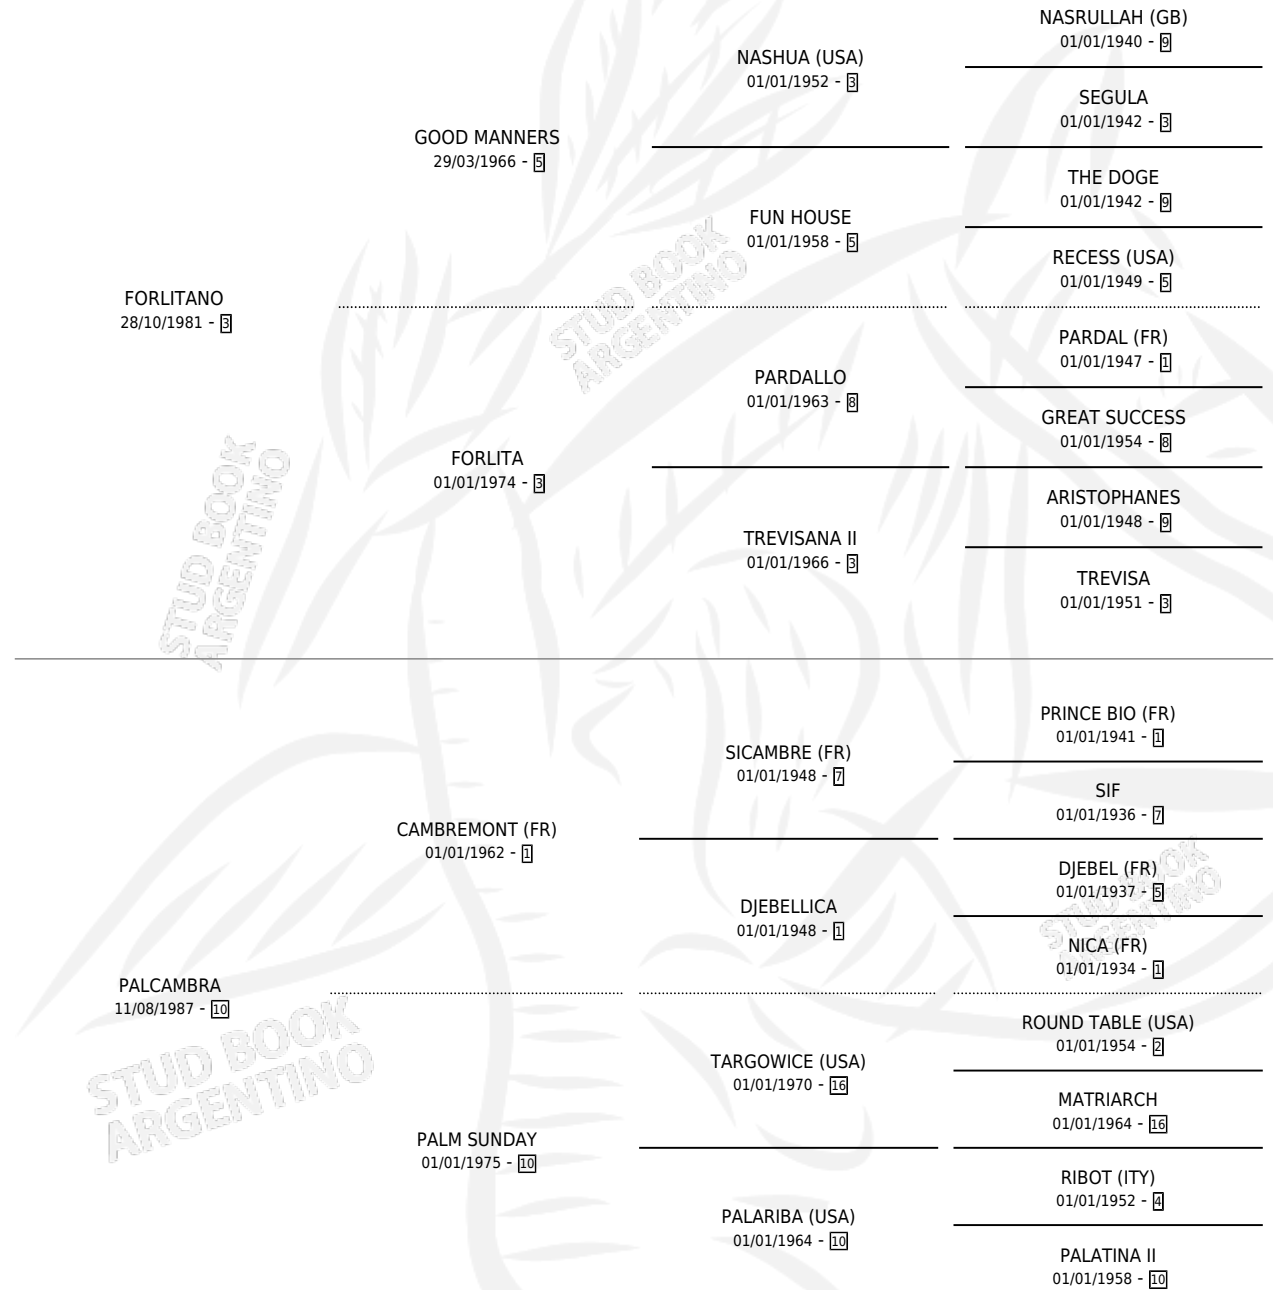 NASRULLAH (GB)
01/01/1940 - 9
NASHUA (USA)
01/01/1952 - 3
SEGULA
01/01/1942 - 3
GOOD MANNERS
29/03/1966 - 5
THE DOGE
01/01/1942 - 9
FUN HOUSE
01/01/1958 - 5
RECESS (USA)
01/01/1949 - 5
FORLITANO
28/10/1981 - 3
PARDAL (FR)
01/01/1947 - 1
PARDALLO
01/01/1963 - 8
GREAT SUCCESS
01/01/1954 - 8
FORLITA
01/01/1974 - 3
ARISTOPHANES
01/01/1948 - 9
TREVISANA II
01/01/1966 - 3
TREVISA
01/01/1951 - 3
STUD BOOK
ARGENTINO
STUD BOOK
ARGENTINO
PRINCE BIO (FR)
01/01/1941 - 1
SICAMBRE (FR)
01/01/1948 - 7
SIF
01/01/1936 - 7
CAMBREMONT (FR)
01/01/1962 - 1
DJEBEL (FR)
01/01/1937 - 5
DJEBELLICA
01/01/1948 - 1
NICA (FR)
01/01/1934 - 1
PALCAMBRA
11/08/1987 - 10
ROUND TABLE (USA)
01/01/1954 - 2
TARGOWICE (USA)
01/01/1970 - 16
MATRIARCH
01/01/1964 - 16
PALM SUNDAY
01/01/1975 - 10
RIBOT (ITY)
01/01/1952 - 4
PALARIBA (USA)
01/01/1964 - 10
PALATINA II
01/01/1958 - 10
STUD BOOK
ARGENTINO
STUD BOOK
ARGENTINO